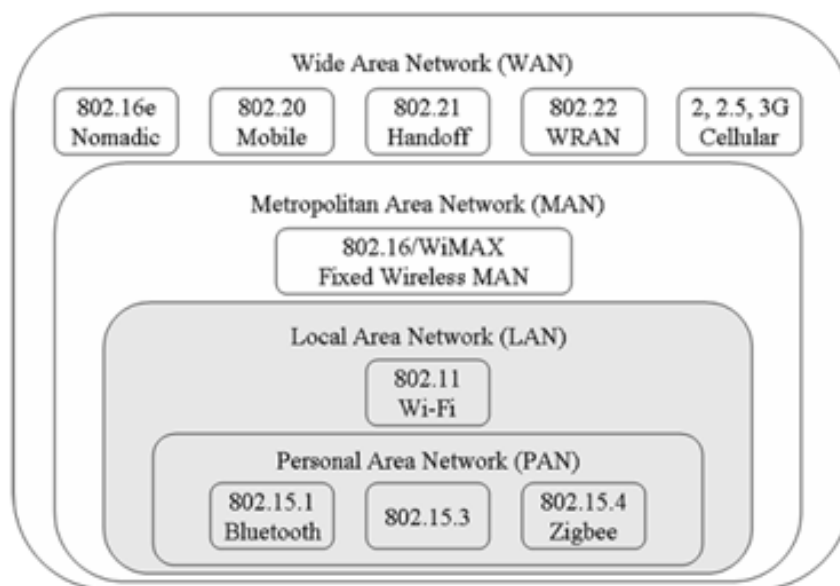 Wide Area Network (WAN)
802.16e
Nomadic
802.20
Mobile
802.21
Handoff
802.22
WRAN
2, 2.5, 3G
Cellular
Metropolitan Area Network (MAN)
802.16/WiMAX
Fixed Wireless MAN
Local Area Network (LAN)
802.11
Wi-Fi
Personal Area Network (PAN)
802.15.1
Bluetooth
802.15.3
802.15.4
Zigbee